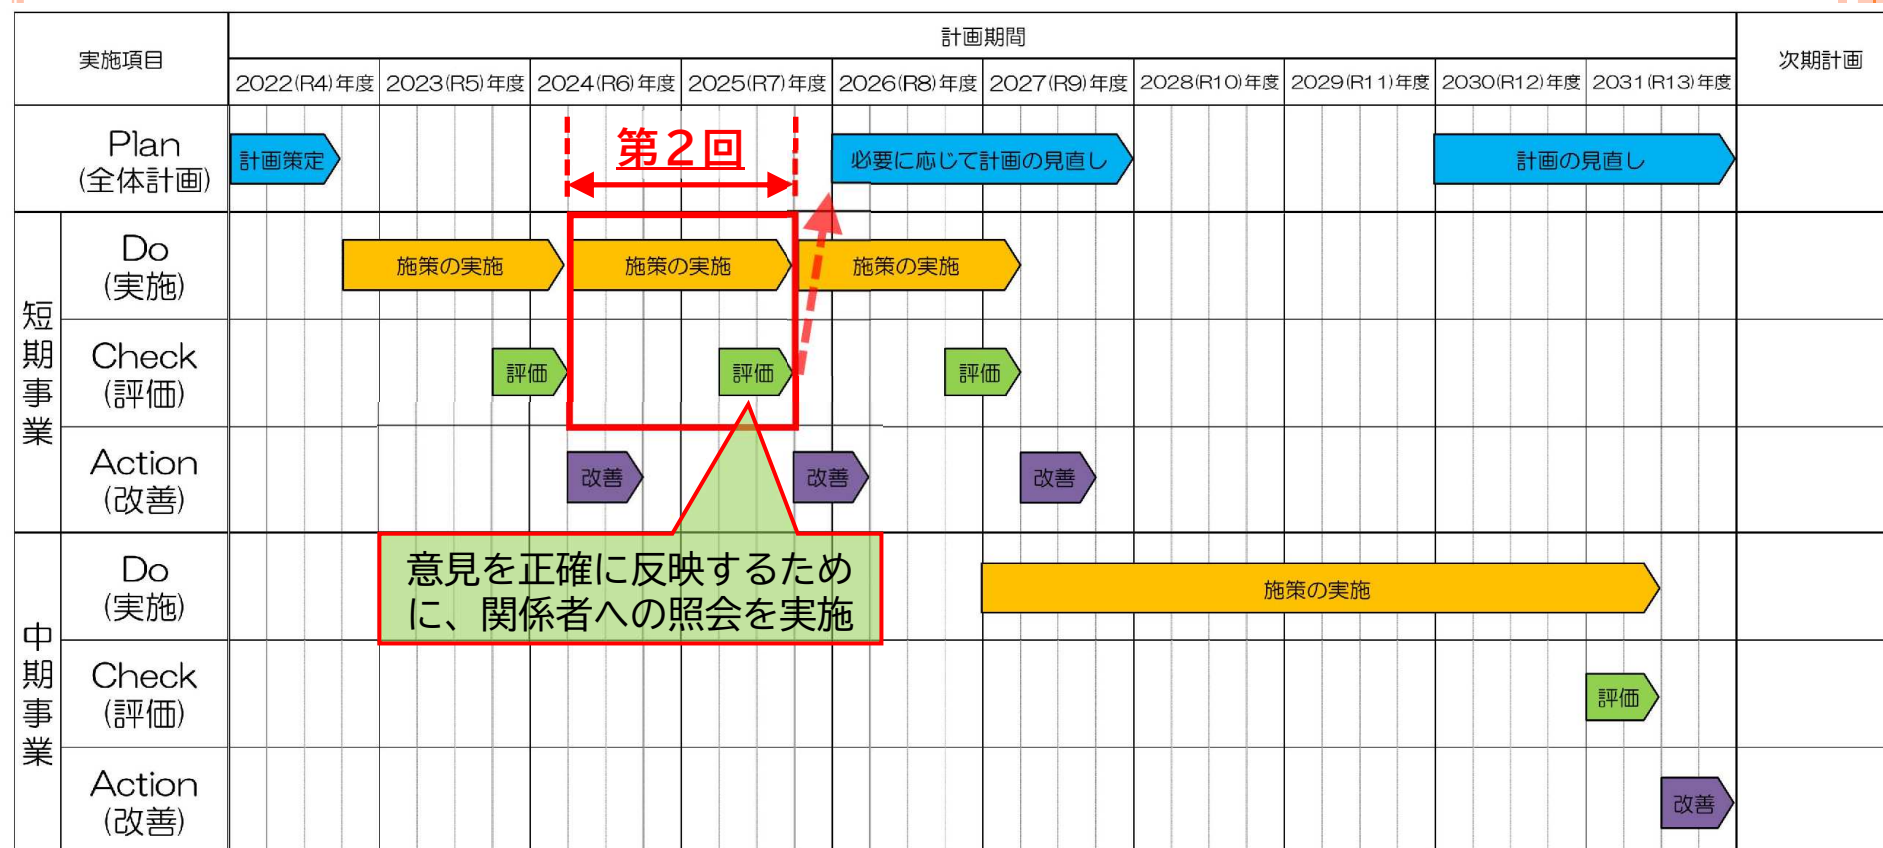 実施項目
計画期間
次期計画
2022(R4)年度
2023(R5)年度
2024(R6)年度
2025(R7)年度
2026(R8)年度
2027(R9)年度
2028(R10)年度
2029(R11)年度
2030(R12)年度
2031(R13)年度
Plan
(全体計画)
計画策定
第2回
必要に応じて計画の見直し
計画の見直し
短期事業
Do
(実施)
施策の実施
施策の実施
施策の実施
Check
(評価)
評価
評価
評価
Action
(改善)
改善
改善
改善
意見を正確に反映するため
に、関係者への照会を実施
中期事業
Do
(実施)
施策の実施
Check
(評価)
評価
Action
(改善)
改善